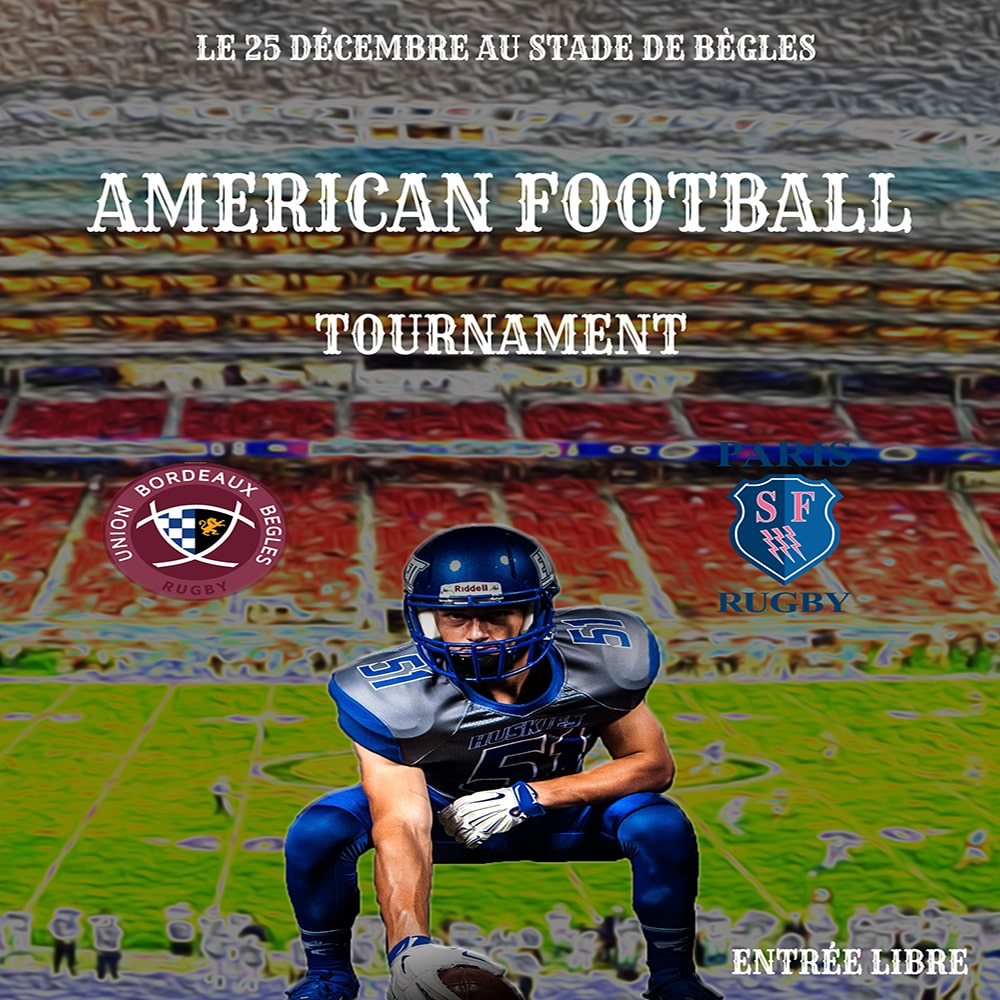 LE 25 DÉCEMBRE AU STADE DE BÈGLES
AMERICAN FOOTBALL
TOURNAMENT
UNION BORDEAUX BEGLES
RUGBY
PARIS
SF
RUGBY
Riddell
51
51
HUSKIES
51
ENTRÉE LIBRE